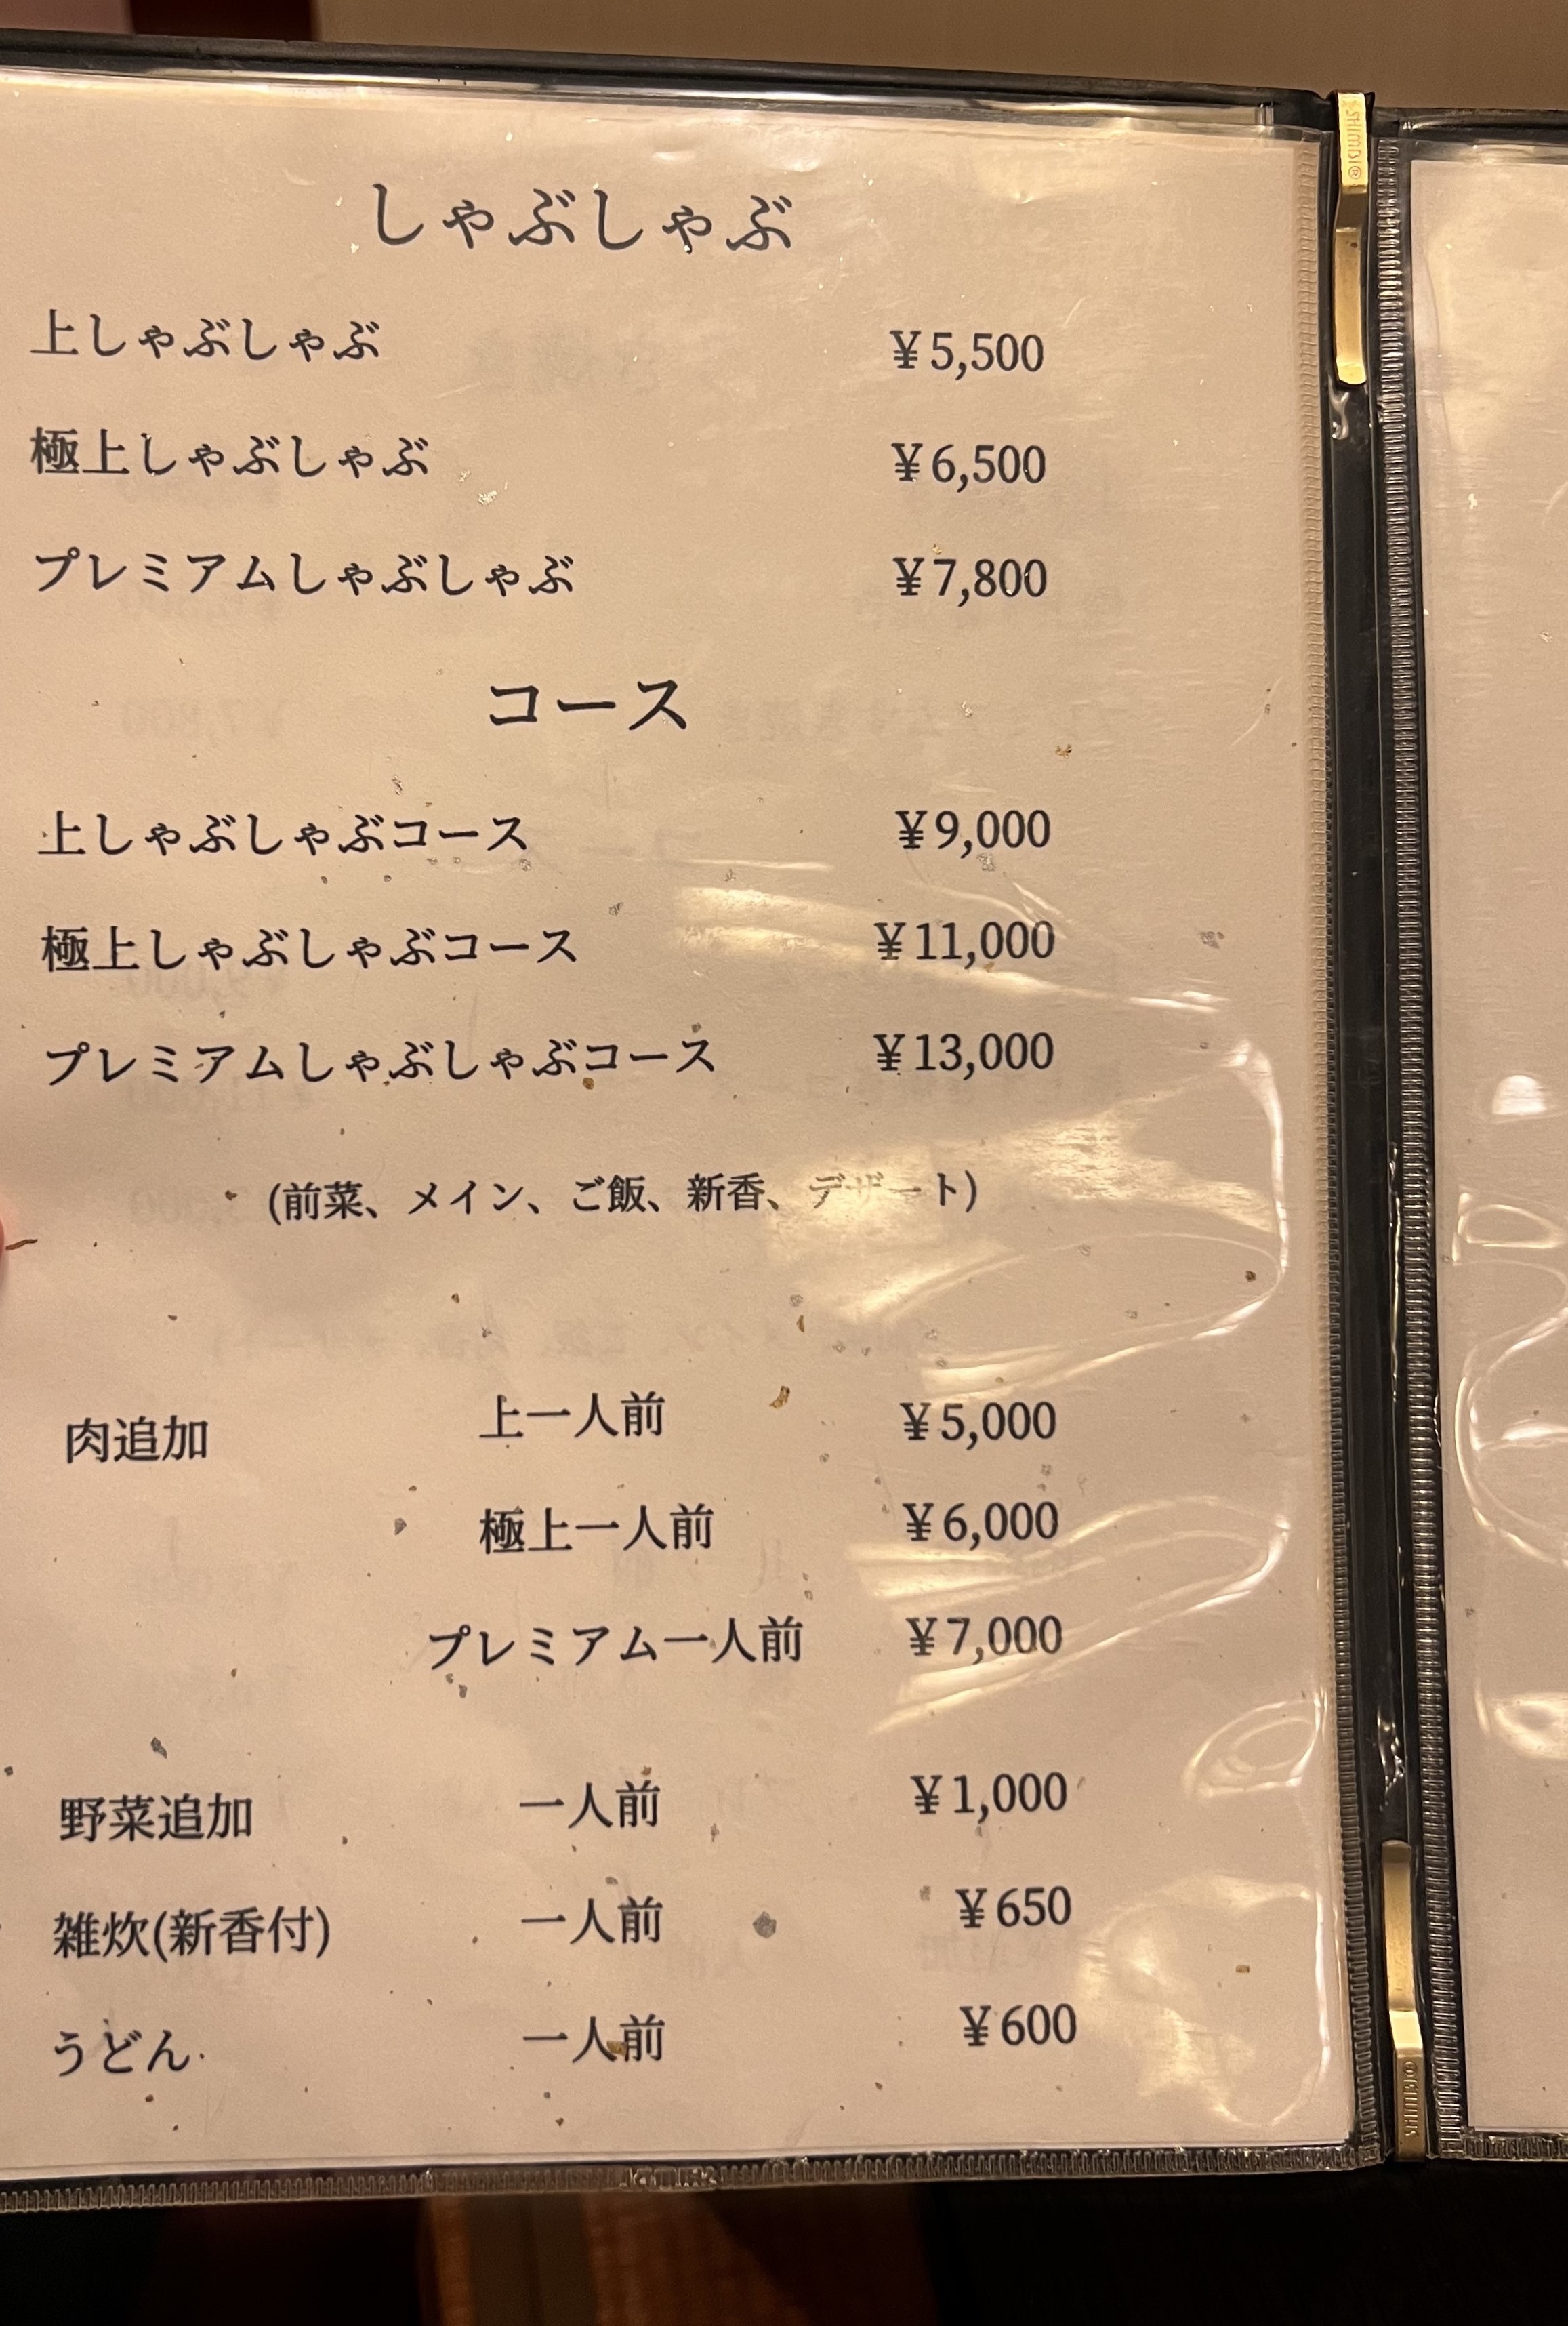 しゃぶしゃぶ
上しゃぶしゃぶ ¥5,500
極上しゃぶしゃぶ ¥6,500
プレミアムしゃぶしゃぶ ¥7,800
コース
上しゃぶしゃぶコース ¥9,000
極上しゃぶしゃぶコース ¥11,000
プレミアムしゃぶしゃぶコース ¥13,000
(前菜、メイン、ご飯、新香、デザート)
肉追加 上一人前 ¥5,000
極上一人前 ¥6,000
プレミアム一人前 ¥7,000
野菜追加 一人前 ¥1,000
雑炊(新香付) 一人前 ¥650
うどん 一人前 ¥600